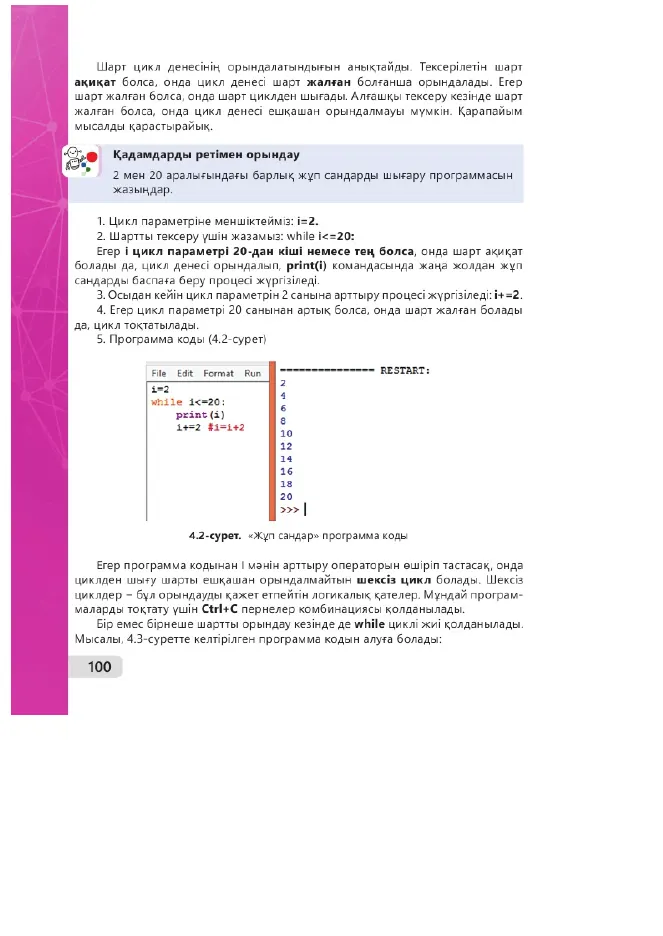 Шарт цикл денесінің орындалатындығын анықтайды. Тексерілетін шарт
ақиқат болса, онда цикл денесі шарт жалған болғанша орындалады. Егер
шарт жалған болса, онда шарт циклден шығады. Алғашқы тексеру кезінде шарт
жалған болса, онда цикл денесі ешқашан орындалмауы мүмкін. Қарапайым
мысалды қарастырайық.
Қадамдарды ретімен орындау
2 мен 20 аралығындағы барлық жұп сандарды шығару программасын
жазыңдар.
1. Цикл параметріне меншіктейміз: i=2.
2. Шартты тексеру үшін жазамыз: while i<=20:
Егер i цикл параметрі 20-дан кіші немесе тең болса, онда шарт ақиқат
болады да, цикл денесі орындалып, print(i) командасында жаңа жолдан жұп
сандарды баспаға беру процесі жүргізіледі.
3. Осыдан кейін цикл параметрін 2 санына арттыру процесі жүргізіледі: i+=2.
4. Егер цикл параметрі 20 санынан артық болса, онда шарт жалған болады
да, цикл тоқтатылады.
5. Программа коды (4.2-сурет)
File Edit Format Run
i=2
while i<=20:
print(i)
i+=2 #i=i+2
=============== RESTART:
2
4
6
8
10
12
14
16
18
20
>>>
4.2-сурет. «Жұп сандар» программа коды
Егер программа кодынан I мәнін арттыру операторын өшіріп тастасақ, онда
циклден шығу шарты ешқашан орындалмайтын шексіз цикл болады. Шексіз
циклдер – бұл орындауды қажет етпейтін логикалық қателер. Мұндай програм-
маларды тоқтату үшін Ctrl+C пернелер комбинациясы қолданылады.
Бір емес бірнеше шартты орындау кезінде де while циклі жиі қолданылады.
Мысалы, 4.3-суретте келтірілген программа кодын алуға болады:
100